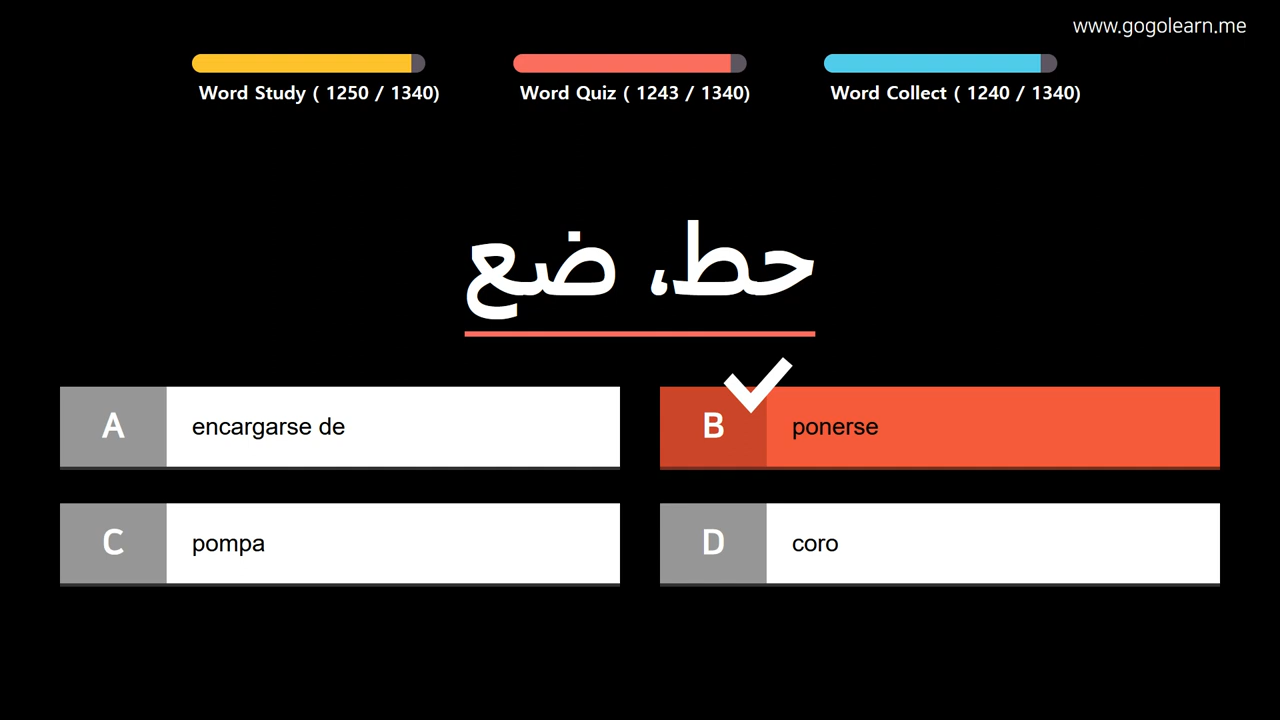 www.gogolearn.me
Word Study ( 1250 / 1340)
Word Quiz ( 1243 / 1340)
Word Collect ( 1240 / 1340)
حط، ضع
A
encargarse de
B
ponerse
C
pompa
D
coro